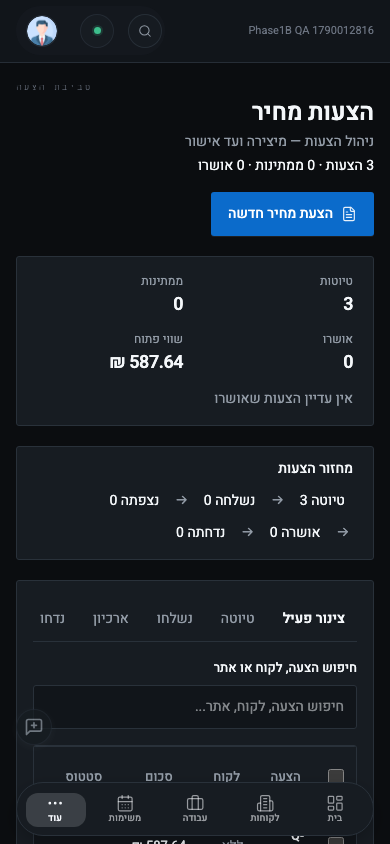 Phase1B QA 1790012816
סביבת הצעה
הצעות מחיר
ניהול הצעות — מיצירה ועד אישור
3 הצעות · 0 ממתינות · 0 אושרו
הצעת מחיר חדשה
טיוטות
ממתינות
3
0
אושרו
שווי פתוח
0
587.64 ₪
אין עדיין הצעות שאושרו
מחזור הצעות
טיוטה 3 → נשלחה 0 → נצפתה 0
→ אושרה 0 → נדחתה 0
צינור פעיל
טיוטה
נשלחו
ארכיון
נדחו
חיפוש הצעה, לקוח או אתר
חיפוש הצעה, לקוח, אתר...
הצעה
לקוח
סכום
סטטוס
בית
לקוחות
עבודה
משימות
עוד